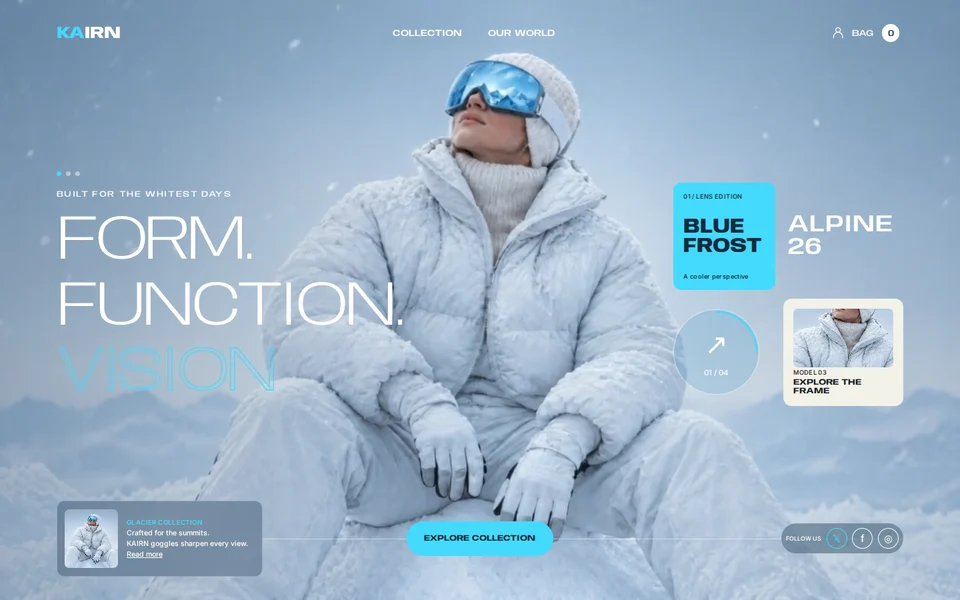 KAIRN
COLLECTION
OUR WORLD
BAG
0
BUILT FOR THE WHITEST DAYS
FORM.
FUNCTION.
VISION
01 / LENS EDITION
BLUE
FROST
A cooler perspective
ALPINE
26
01 / 04
MODEL 03
EXPLORE THE
FRAME
GLACIER COLLECTION
Crafted for the summits.
KAIRN goggles sharpen every view.
Read more
EXPLORE COLLECTION
FOLLOW US
𝕏
f